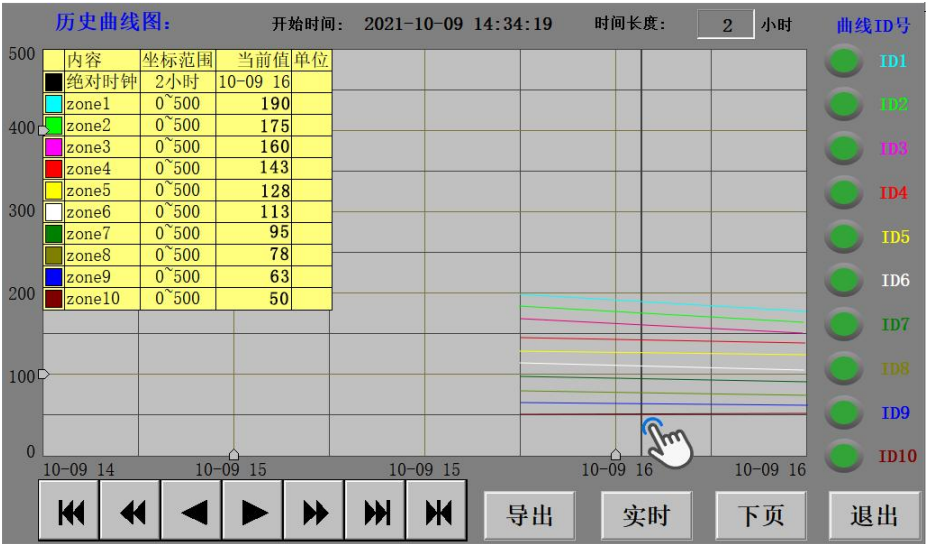 历史曲线图: 开始时间: 2021-10-09 14:34:19 时间长度: 2 小时 曲线ID号
500
400
300
200
100
0
内容 坐标范围 当前值 单位
绝对时钟 2小时 10-09 16
zone1 0~500 190
zone2 0~500 175
zone3 0~500 160
zone4 0~500 143
zone5 0~500 128
zone6 0~500 113
zone7 0~500 95
zone8 0~500 78
zone9 0~500 63
zone10 0~500 50
ID1
ID2
ID3
ID4
ID5
ID6
ID7
ID8
ID9
ID10
10-09 14 10-09 15 10-09 15 10-09 16 10-09 16
导出 实时 下页 退出